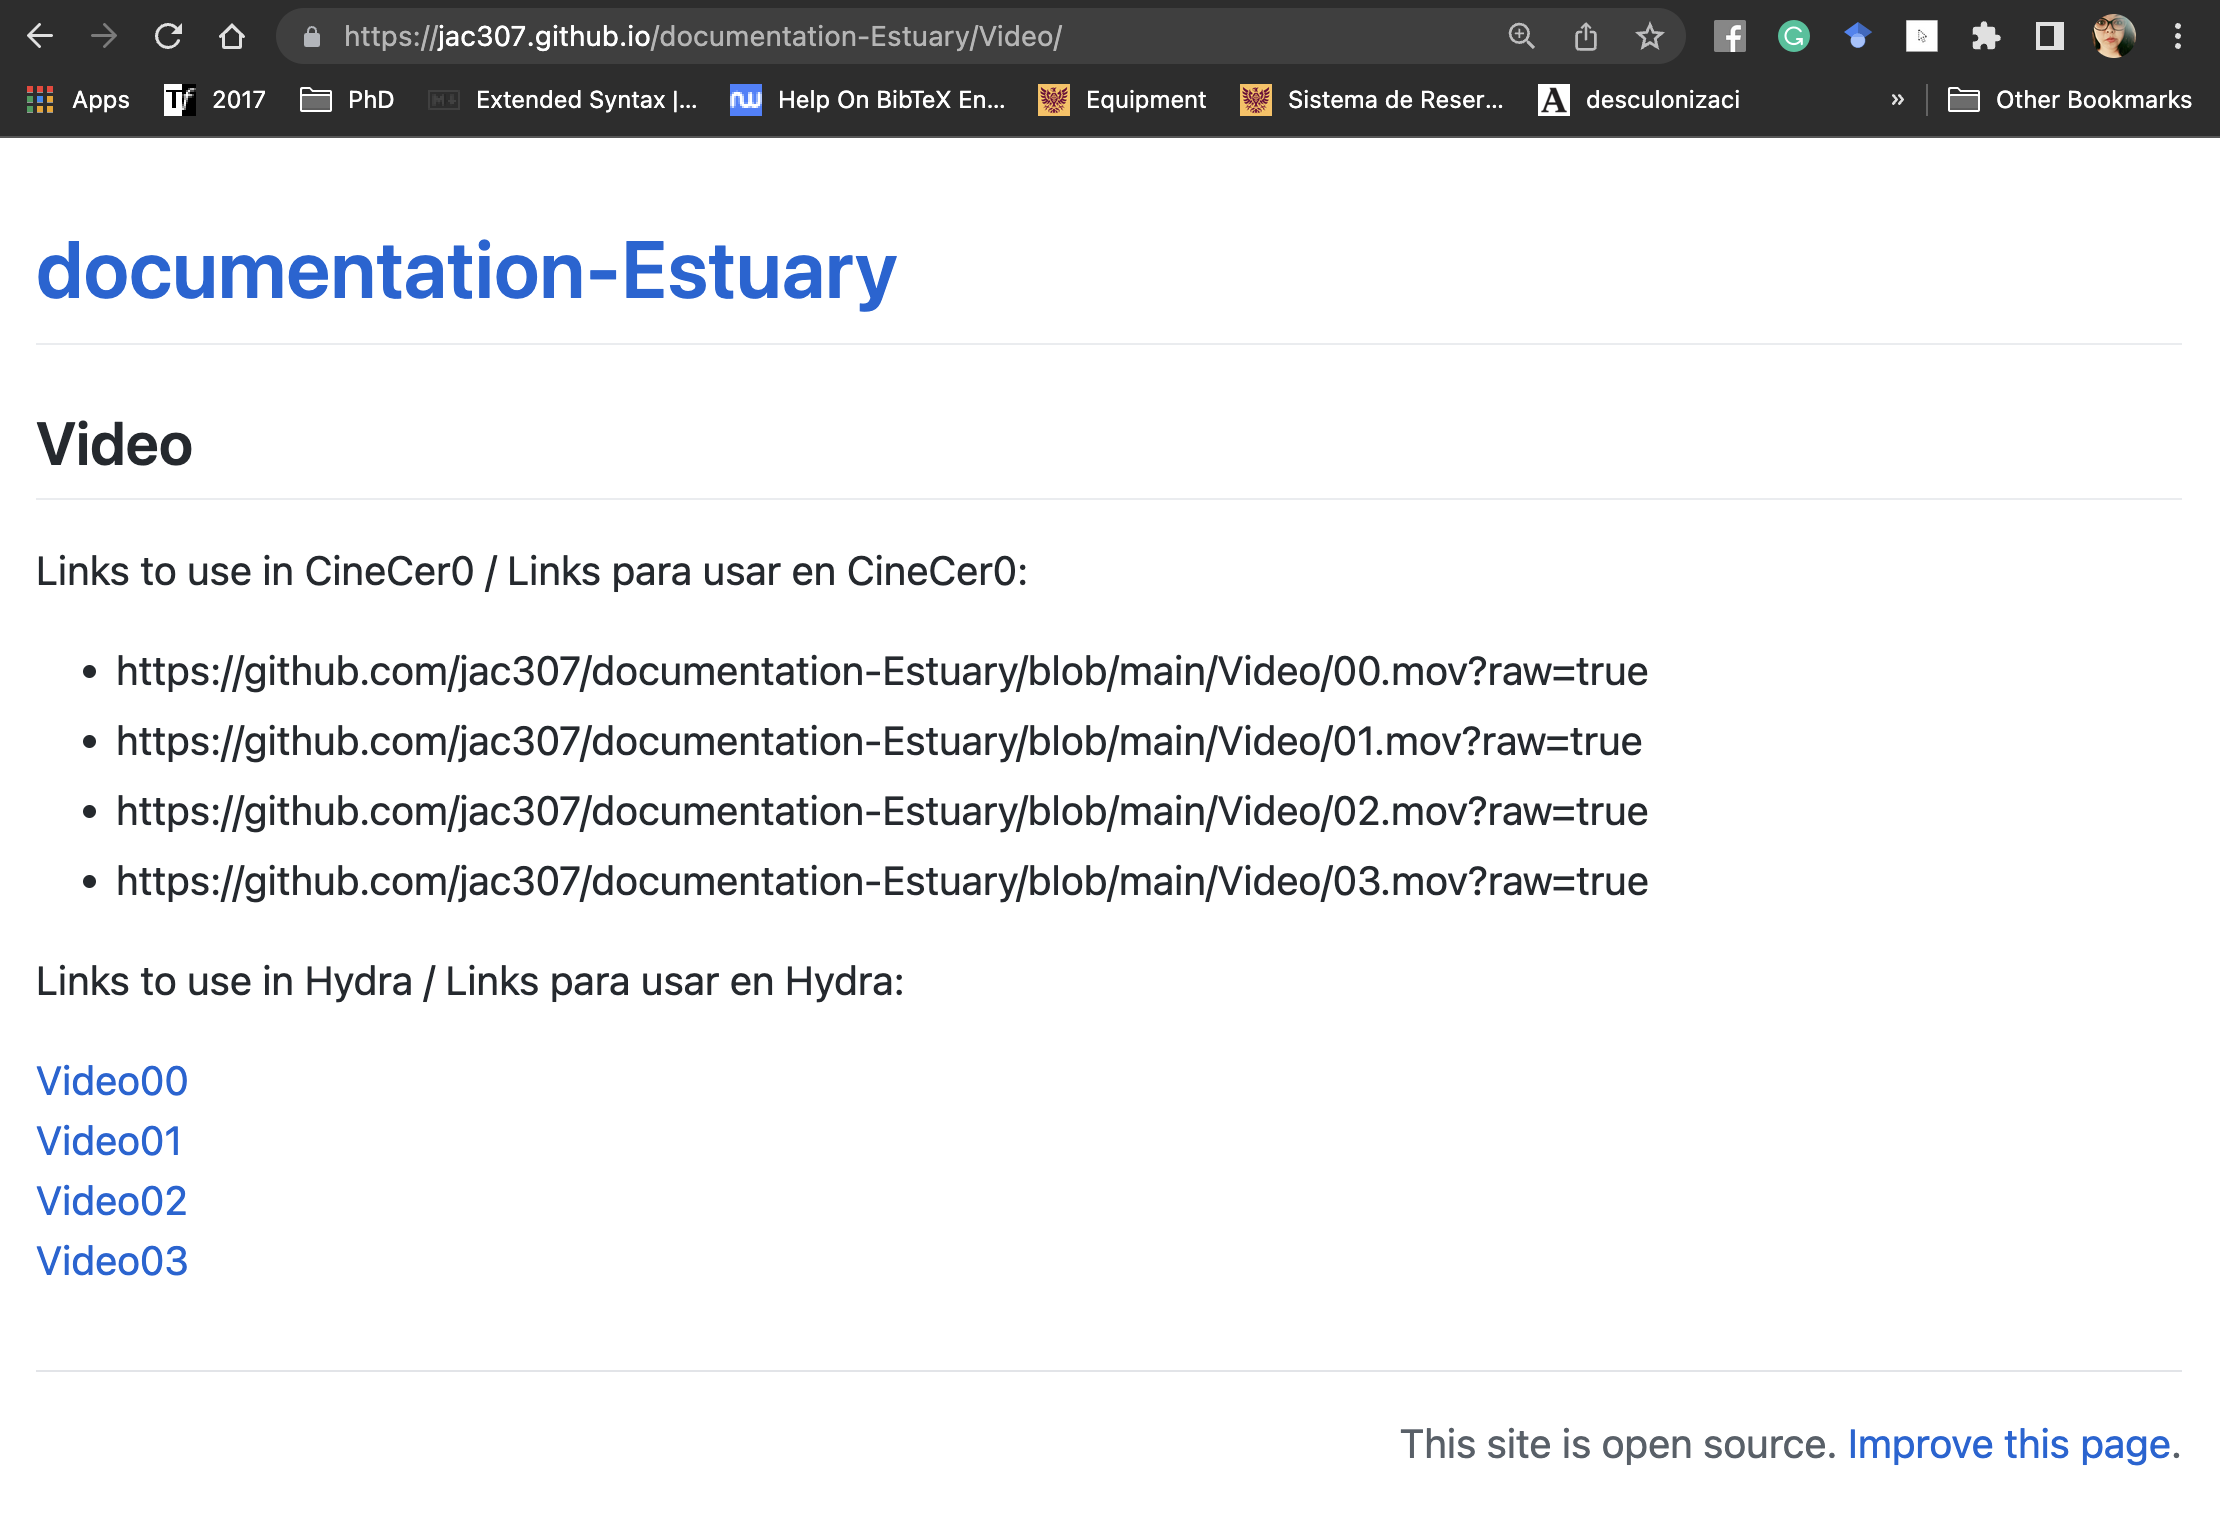 https://jac307.github.io/documentation-Estuary/Video/
Apps Tf 2017 PhD Extended Syntax |... nw Help On BibTeX En... Equipment Sistema de Reser... A desculonizaci » Other Bookmarks
documentation-Estuary
Video
Links to use in CineCer0 / Links para usar en CineCer0:
• https://github.com/jac307/documentation-Estuary/blob/main/Video/00.mov?raw=true
• https://github.com/jac307/documentation-Estuary/blob/main/Video/01.mov?raw=true
• https://github.com/jac307/documentation-Estuary/blob/main/Video/02.mov?raw=true
• https://github.com/jac307/documentation-Estuary/blob/main/Video/03.mov?raw=true
Links to use in Hydra / Links para usar en Hydra:
Video00
Video01
Video02
Video03
This site is open source. Improve this page.